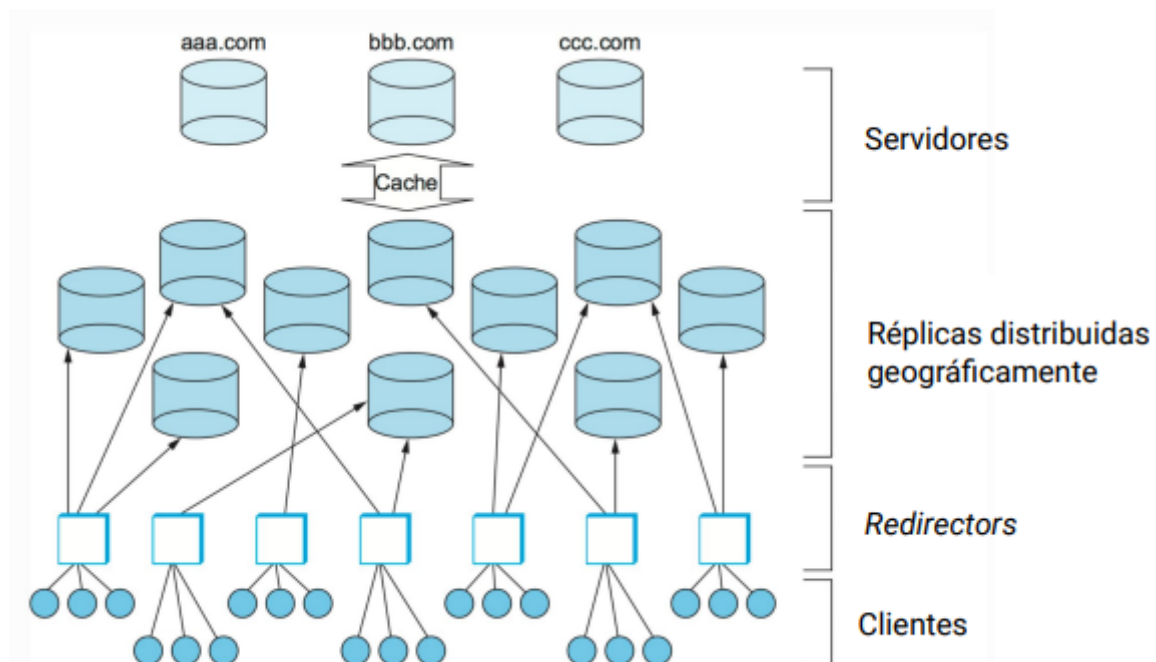 aaa.com
bbb.com
ccc.com
Servidores
Cache
Réplicas distribuidas
geográficamente
Redirectors
Clientes